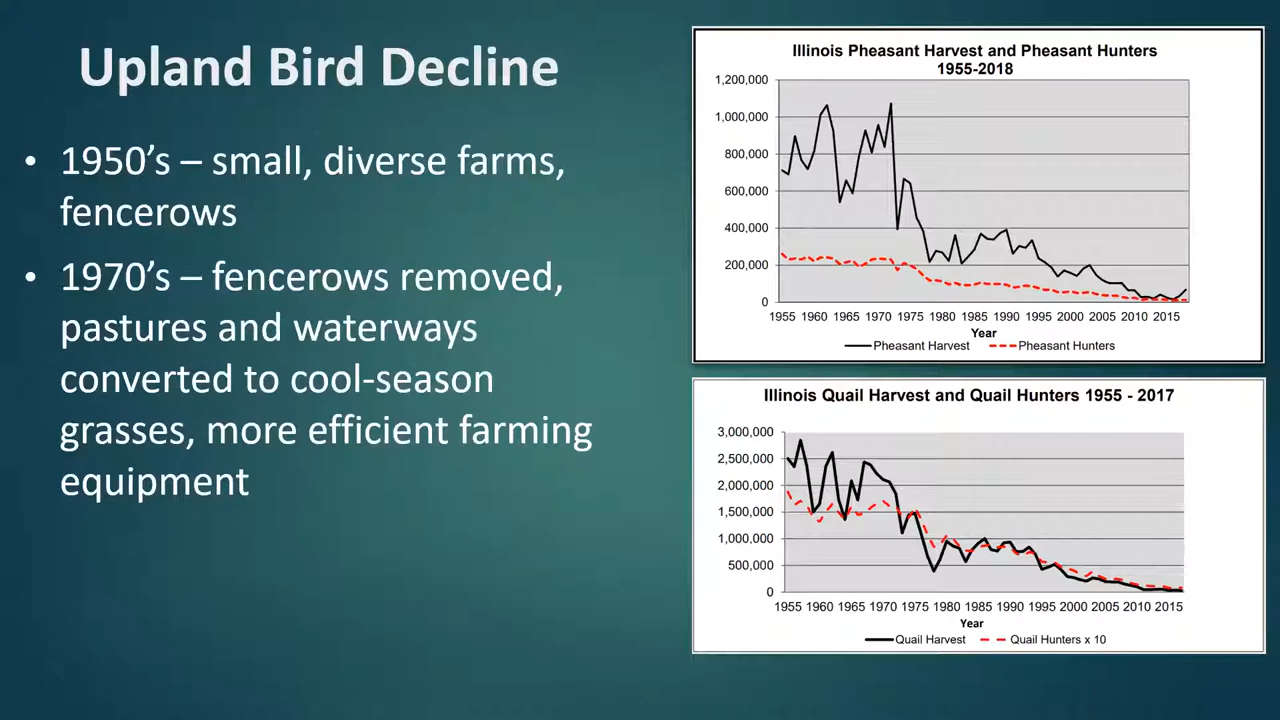 Upland Bird Decline
• 1950’s – small, diverse farms,
fencerows
• 1970’s – fencerows removed,
pastures and waterways
converted to cool-season
grasses, more efficient farming
equipment
Illinois Pheasant Harvest and Pheasant Hunters
1955-2018
1,200,000
1,000,000
800,000
600,000
400,000
200,000
0
1955 1960 1965 1970 1975 1980 1985 1990 1995 2000 2005 2010 2015
Year
Pheasant Harvest Pheasant Hunters
Illinois Quail Harvest and Quail Hunters 1955 - 2017
3,000,000
2,500,000
2,000,000
1,500,000
1,000,000
500,000
0
1955 1960 1965 1970 1975 1980 1985 1990 1995 2000 2005 2010 2015
Year
Quail Harvest Quail Hunters x 10